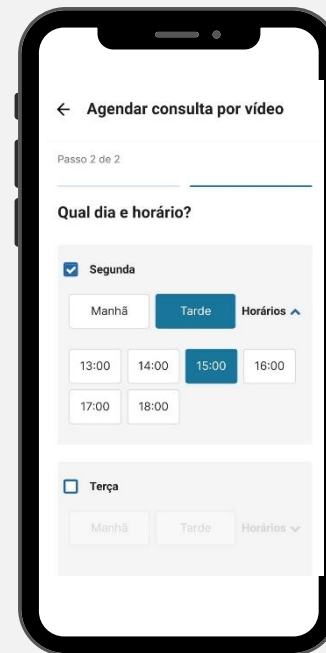 Agendar consulta por vídeo
Passo 2 de 2
Qual dia e horário?
Segunda
Manhã Tarde Horários
13:00 14:00 15:00 16:00
17:00 18:00
Terça
Manhã Tarde Horários